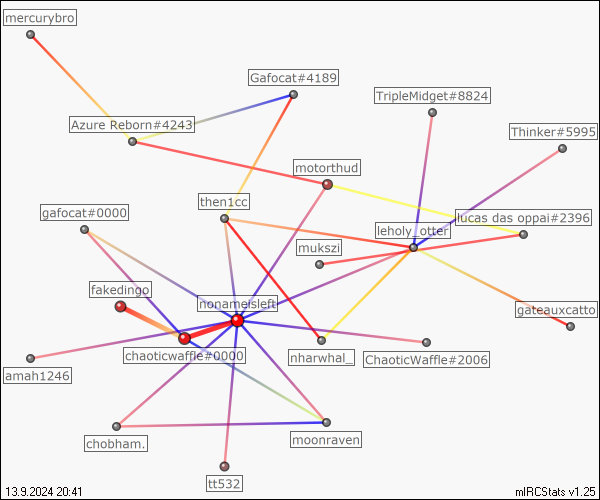 mercurybro
Gafocat#4189
TripleMidget#8824
Azure Reborn#4243
Thinker#5995
motorthud
then1cc
gafocat#0000
lucas das oppai#2396
leholy_otter
mukszi
fakedingo
nonameisleft
gateauxcatto
chaoticwaffle#0000
nharwhal_
ChaoticWaffle#2006
amah1246
chobham.
moonraven
tt532
13.9.2024 20:41
mIRCStats v1.25